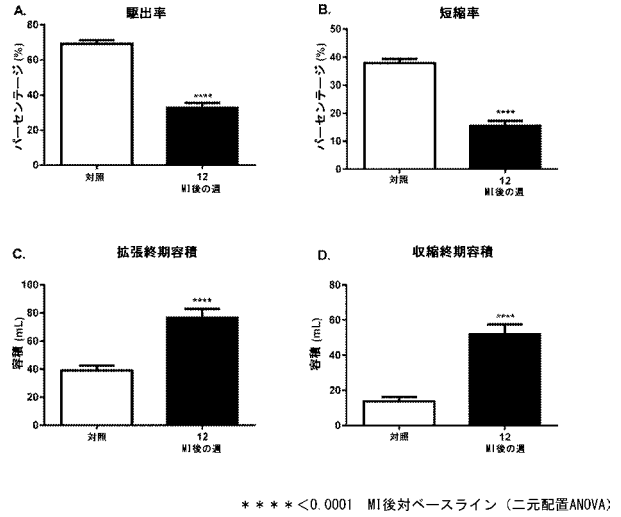 A.
駆出率
パーセンテージ (%)
80
60
40
20
0
****
対照
12
MI後の週
B.
短縮率
パーセンテージ (%)
50
40
30
20
10
0
****
対照
12
MI後の週
C.
拡張終期容積
容積 (mL)
100
80
60
40
20
0
****
対照
12
MI後の週
D.
収縮終期容積
容積 (mL)
80
60
40
20
0
****
対照
12
MI後の週
****<0.0001 MI後対ベースライン (二元配置ANOVA)